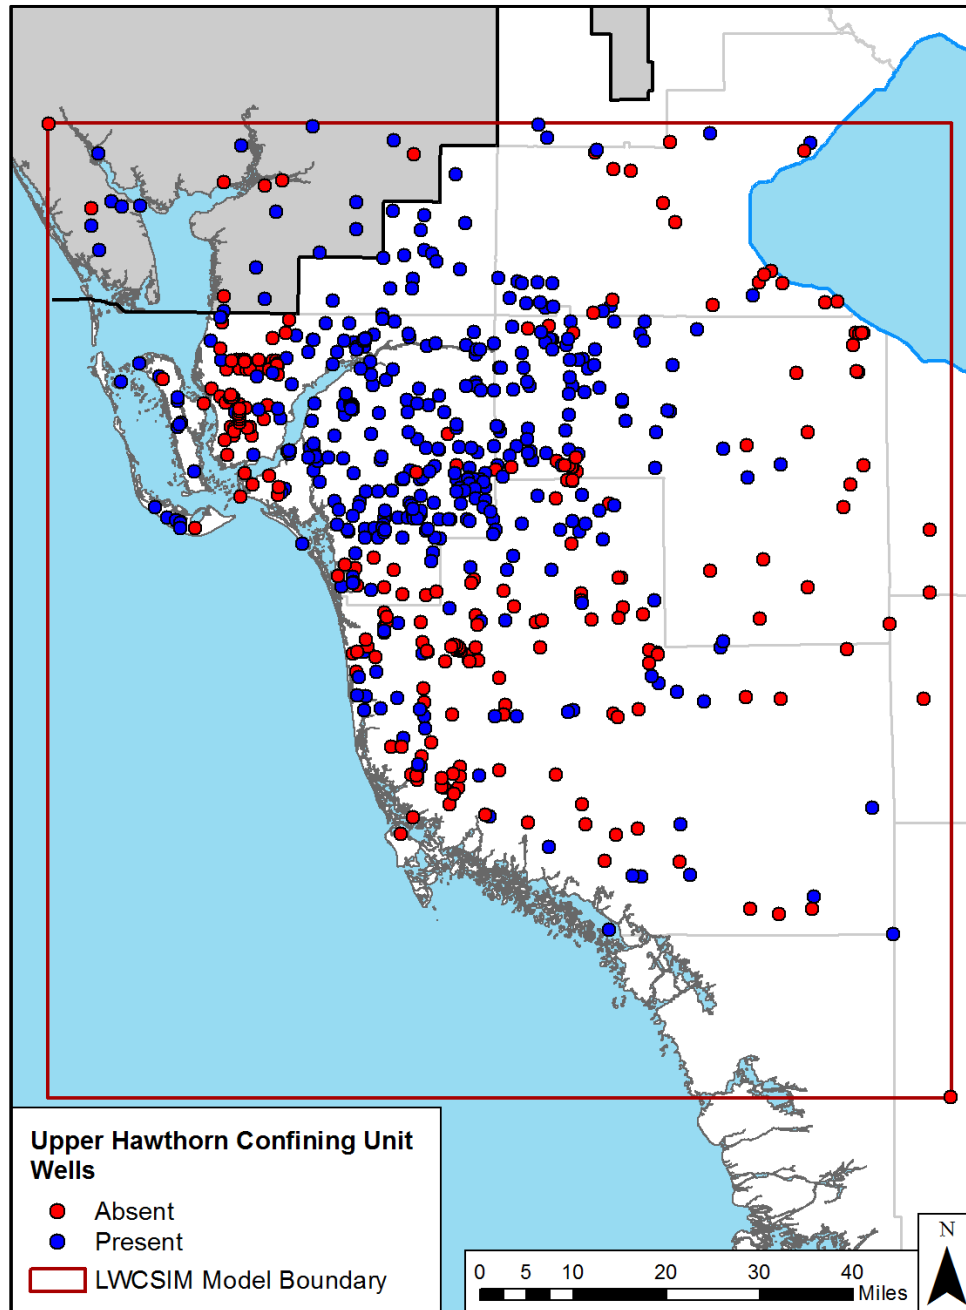 Upper Hawthorn Confining Unit
Wells
Absent
Present
LWCSIM Model Boundary
0 5 10 20 30 40
Miles
N